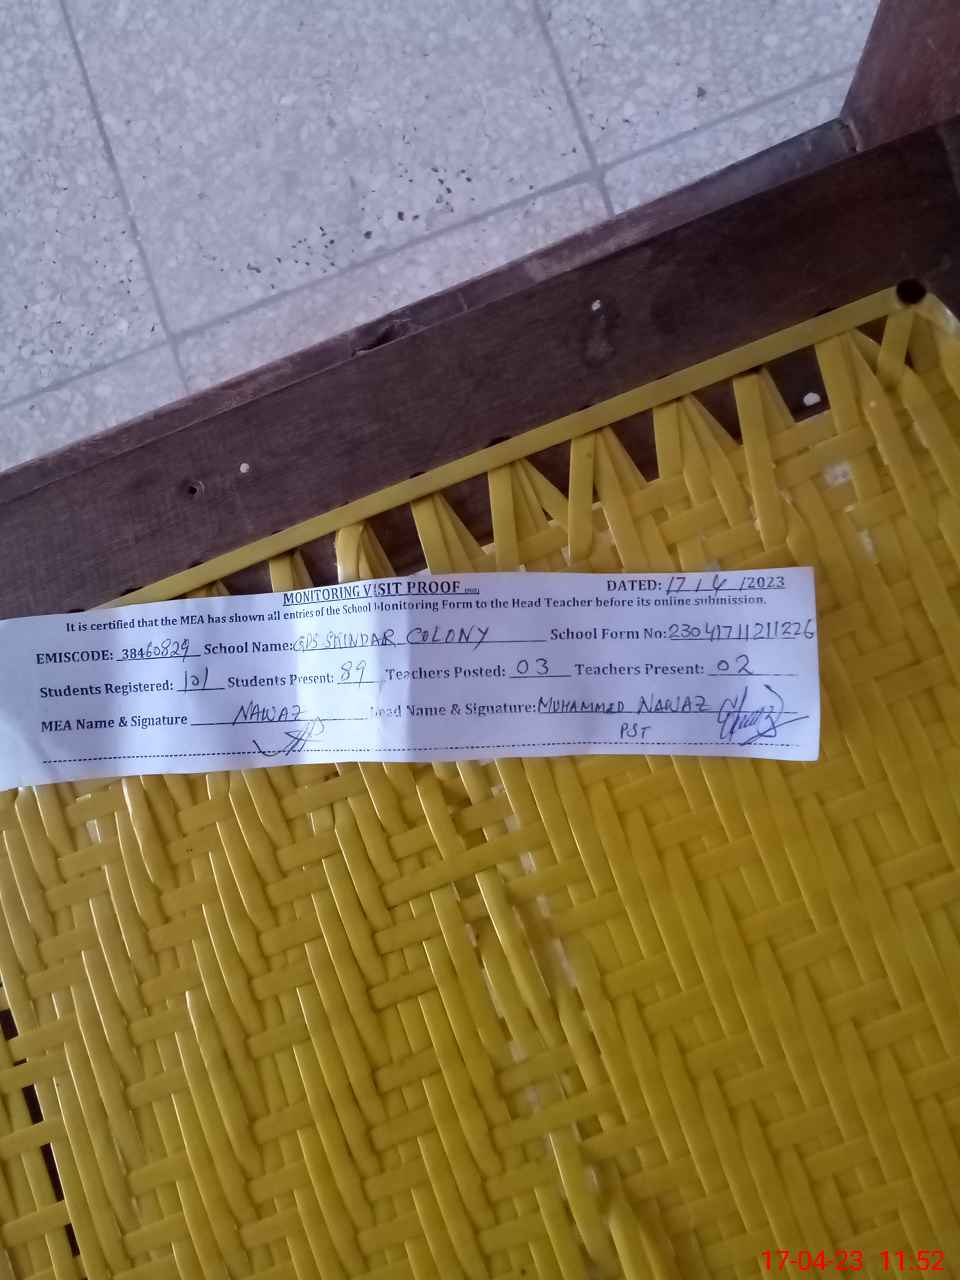 MONITORING VISIT PROOF DATED: 17 / 4 /2023
It is certified that the MEA has shown all entries of the School Monitoring Form to the Head Teacher before its online submission.
EMISCODE: 38460829 School Name: GPS SKINDAR COLONY School Form No: 23041711211226
Students Registered: 101 Students Present: 89 Teachers Posted: 03 Teachers Present: 02
MEA Name & Signature NAWAZ Head Name & Signature: MUHAMMED NAWAZ
PST
17-04-23 11:52